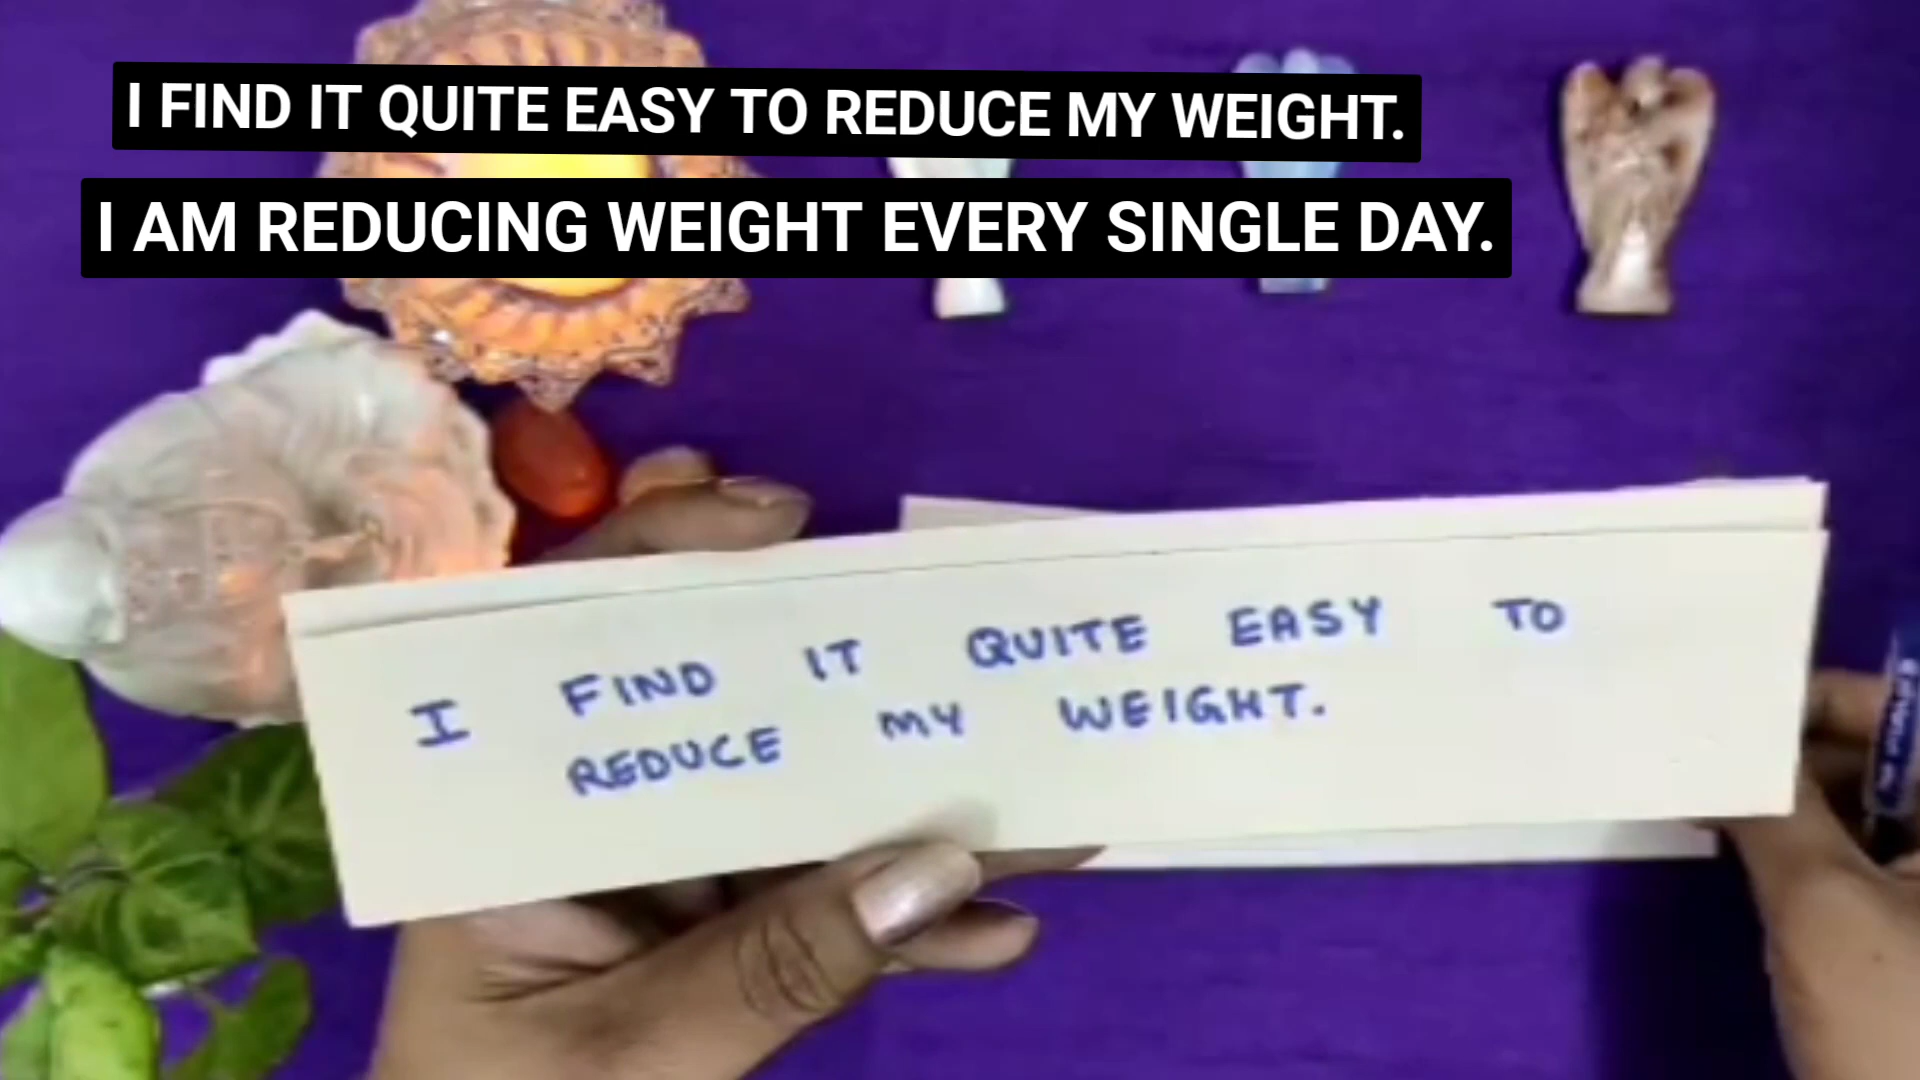 I FIND IT QUITE EASY TO REDUCE MY WEIGHT.
I AM REDUCING WEIGHT EVERY SINGLE DAY.
I FIND IT QUITE EASY TO
REDUCE MY WEIGHT.